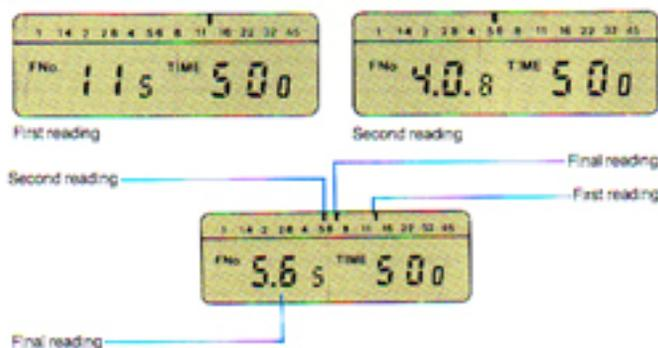 1 1.4 2 2.8 4 5.6 8 11 16 22 32 45
FNo. 11 5 TIME 500
First reading
1 1.4 2 2.8 4 5.6 8 11 16 22 32 45
FNo 4.0.8 TIME 500
Second reading
Final reading
Second reading
First reading
1 1.4 2 2.8 4 5.6 8 11 16 22 32 45
FNo 5.6 5 TIME 500
Final reading